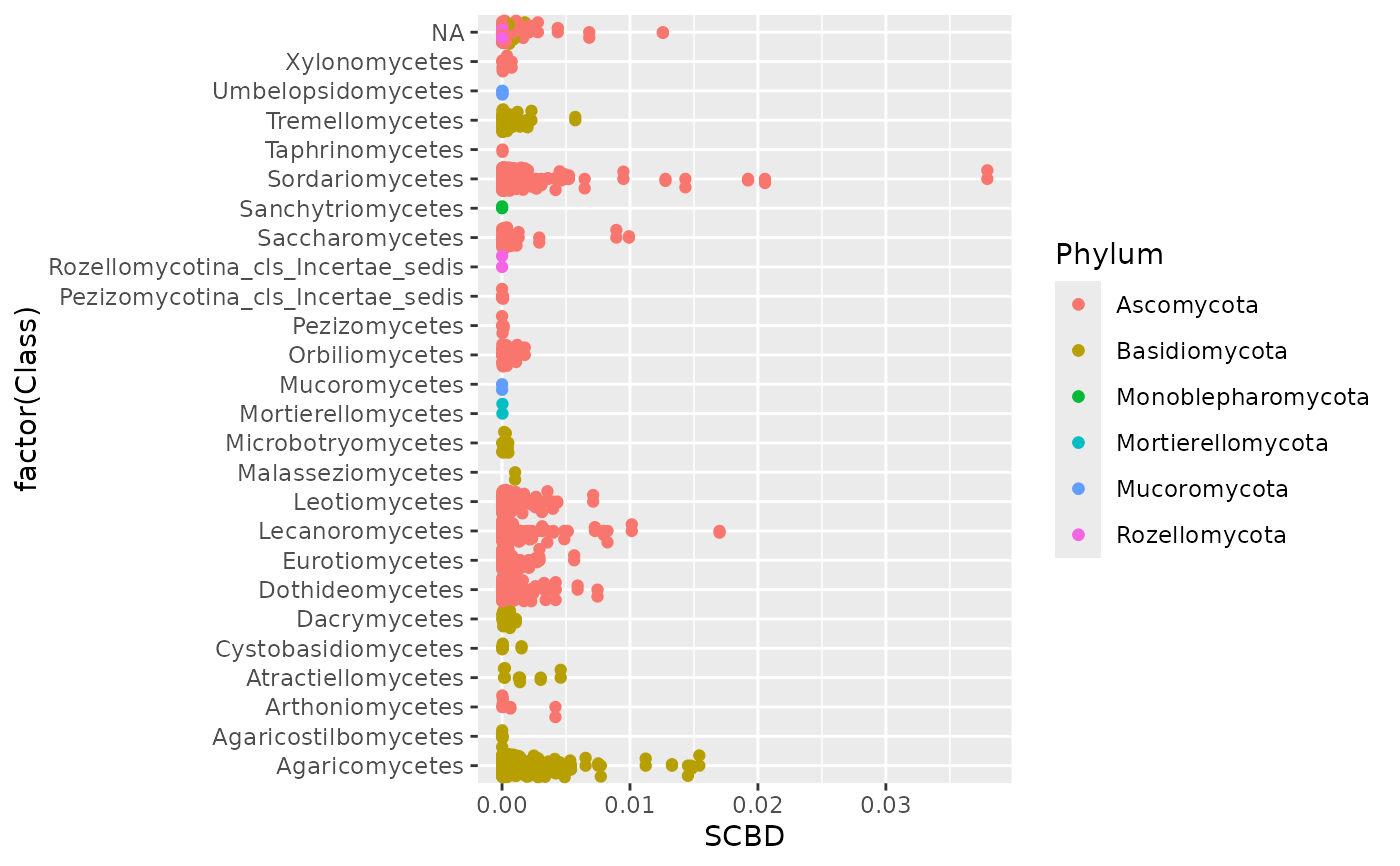 NA
Xylonomycetes
Umbelopsidomycetes
Tremellomycetes
Taphrinomycetes
Sordariomycetes
Sanchytriomycetes
Saccharomycetes
Rozellomycotina_cls_Incertae_sedis
Pezizomycotina_cls_Incertae_sedis
Pezizomycetes
Orbiliomycetes
Mucoromycetes
Mortierellomycetes
Microbotryomycetes
Malasseziomycetes
Leotiomycetes
Lecanoromycetes
Eurotiomycetes
Dothideomycetes
Dacrymycetes
Cystobasidiomycetes
Atractiellomycetes
Arthoniomycetes
Agaricostilbomycetes
Agaricomycetes
factor(Class)
0.00 0.01 0.02 0.03
SCBD
Phylum
Ascomycota
Basidiomycota
Monoblepharomycota
Mortierellomycota
Mucoromycota
Rozellomycota